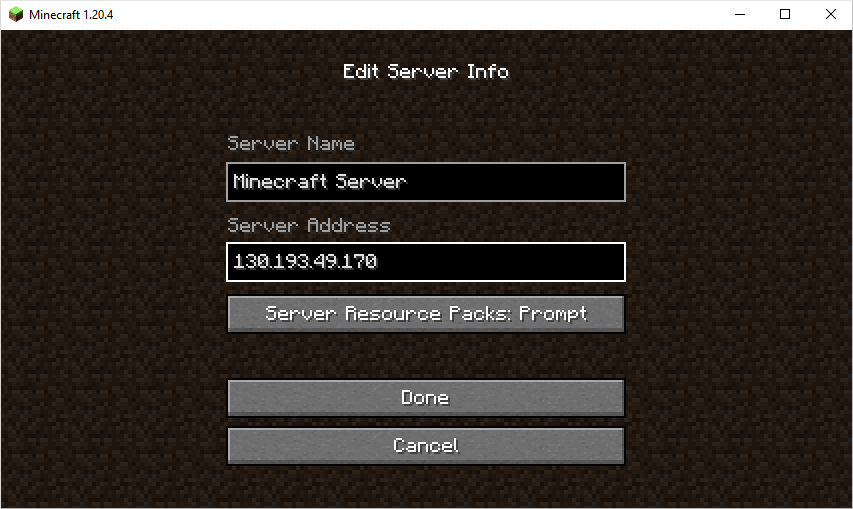 Minecraft 1.20.4
Edit Server Info
Server Name
Minecraft Server
Server Address
130.193.49.170
Server Resource Packs: Prompt
Done
Cancel